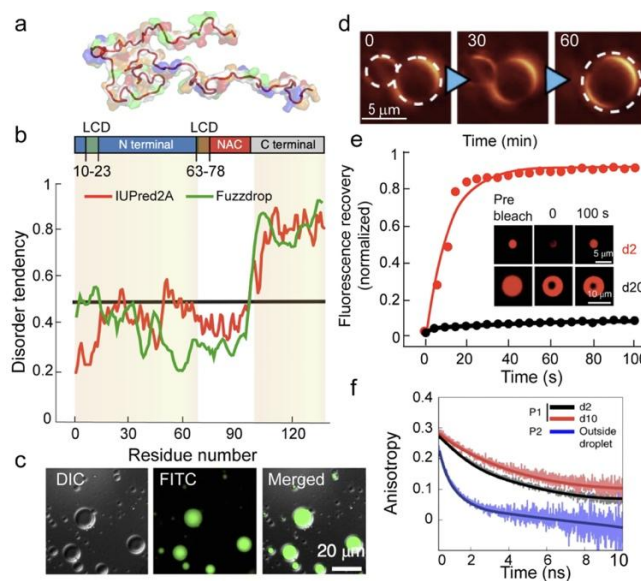 a
b
LCD
LCD
N terminal
NAC
C terminal
10-23
63-78
IUPred2A
Fuzzdrop
Disorder tendency
1
0.8
0.6
0.4
0.2
0
30
60
90
120
Residue number
c
DIC
FITC
Merged
20 μm
d
0
30
60
5 μm
Time (min)
e
Fluorescence recovery
(normalized)
1
0.8
0.6
0.4
0.2
0
Pre
bleach
0
100 s
d2
5 μm
d20
10 μm
0
20
40
60
80
100
Time (s)
f
Anisotropy
0.4
0.3
0.2
0.1
0
P1
d2
d10
P2
Outside
droplet
0
2
4
6
8
10
Time (ns)